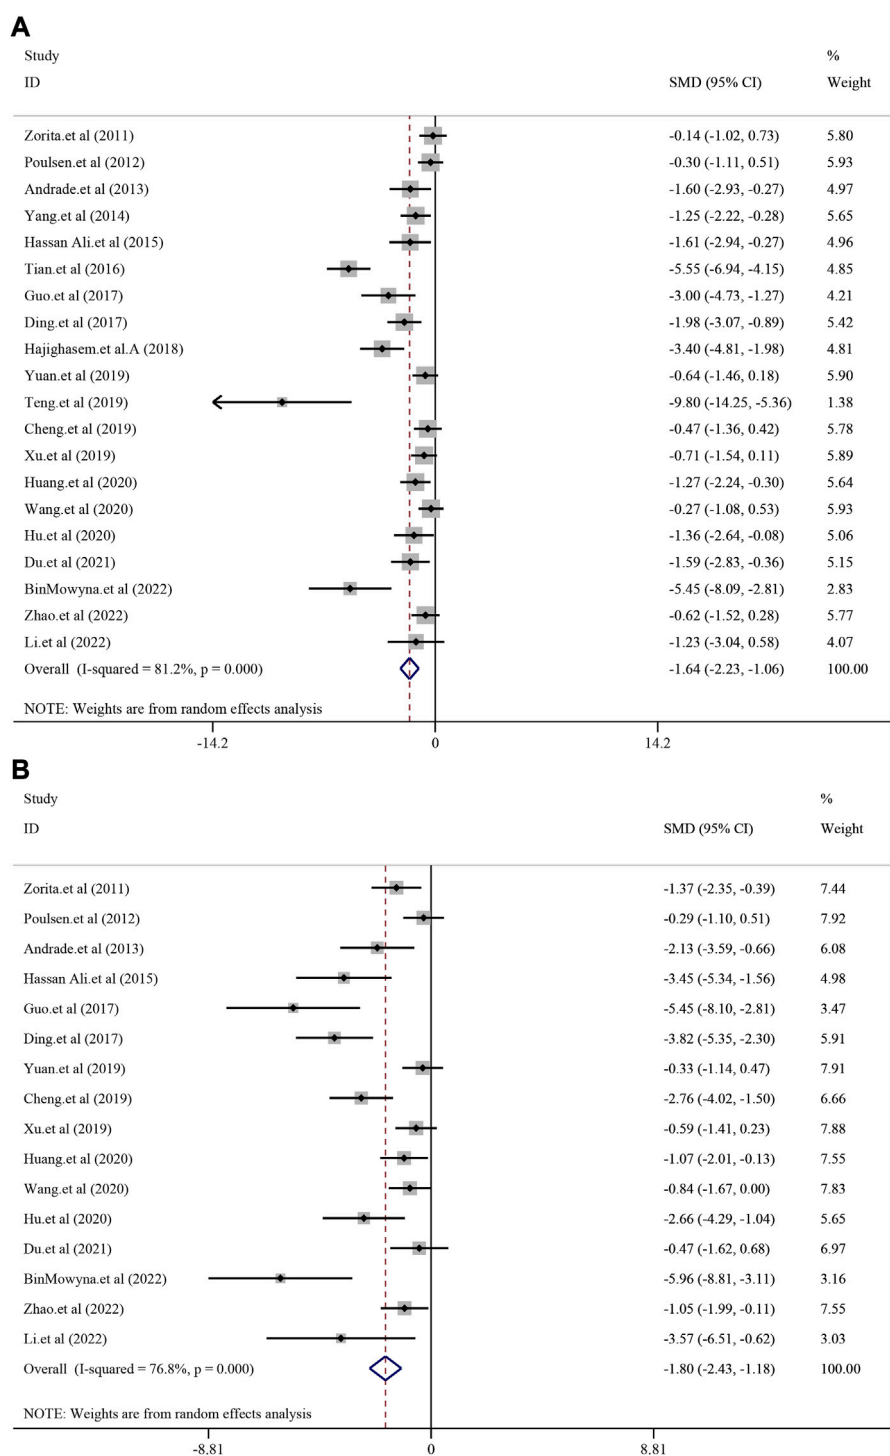 A
Study %
ID SMD (95% CI) Weight
Zorita.et al (2011) -0.14 (-1.02, 0.73) 5.80
Poulsen.et al (2012) -0.30 (-1.11, 0.51) 5.93
Andrade.et al (2013) -1.60 (-2.93, -0.27) 4.97
Yang.et al (2014) -1.25 (-2.22, -0.28) 5.65
Hassan Ali.et al (2015) -1.61 (-2.94, -0.27) 4.96
Tian.et al (2016) -5.55 (-6.94, -4.15) 4.85
Guo.et al (2017) -3.00 (-4.73, -1.27) 4.21
Ding.et al (2017) -1.98 (-3.07, -0.89) 5.42
Hajighasem.et al.A (2018) -3.40 (-4.81, -1.98) 4.81
Yuan.et al (2019) -0.64 (-1.46, 0.18) 5.90
Teng.et al (2019) -9.80 (-14.25, -5.36) 1.38
Cheng.et al (2019) -0.47 (-1.36, 0.42) 5.78
Xu.et al (2019) -0.71 (-1.54, 0.11) 5.89
Huang.et al (2020) -1.27 (-2.24, -0.30) 5.64
Wang.et al (2020) -0.27 (-1.08, 0.53) 5.93
Hu.et al (2020) -1.36 (-2.64, -0.08) 5.06
Du.et al (2021) -1.59 (-2.83, -0.36) 5.15
BinMowyna.et al (2022) -5.45 (-8.09, -2.81) 2.83
Zhao.et al (2022) -0.62 (-1.52, 0.28) 5.77
Li.et al (2022) -1.23 (-3.04, 0.58) 4.07
Overall (I-squared = 81.2%, p = 0.000) -1.64 (-2.23, -1.06) 100.00
NOTE: Weights are from random effects analysis
-14.2 0 14.2
B
Study %
ID SMD (95% CI) Weight
Zorita.et al (2011) -1.37 (-2.35, -0.39) 7.44
Poulsen.et al (2012) -0.29 (-1.10, 0.51) 7.92
Andrade.et al (2013) -2.13 (-3.59, -0.66) 6.08
Hassan Ali.et al (2015) -3.45 (-5.34, -1.56) 4.98
Guo.et al (2017) -5.45 (-8.10, -2.81) 3.47
Ding.et al (2017) -3.82 (-5.35, -2.30) 5.91
Yuan.et al (2019) -0.33 (-1.14, 0.47) 7.91
Cheng.et al (2019) -2.76 (-4.02, -1.50) 6.66
Xu.et al (2019) -0.59 (-1.41, 0.23) 7.88
Huang.et al (2020) -1.07 (-2.01, -0.13) 7.55
Wang.et al (2020) -0.84 (-1.67, 0.00) 7.83
Hu.et al (2020) -2.66 (-4.29, -1.04) 5.65
Du.et al (2021) -0.47 (-1.62, 0.68) 6.97
BinMowyna.et al (2022) -5.96 (-8.81, -3.11) 3.16
Zhao.et al (2022) -1.05 (-1.99, -0.11) 7.55
Li.et al (2022) -3.57 (-6.51, -0.62) 3.03
Overall (I-squared = 76.8%, p = 0.000) -1.80 (-2.43, -1.18) 100.00
NOTE: Weights are from random effects analysis
-8.81 0 8.81